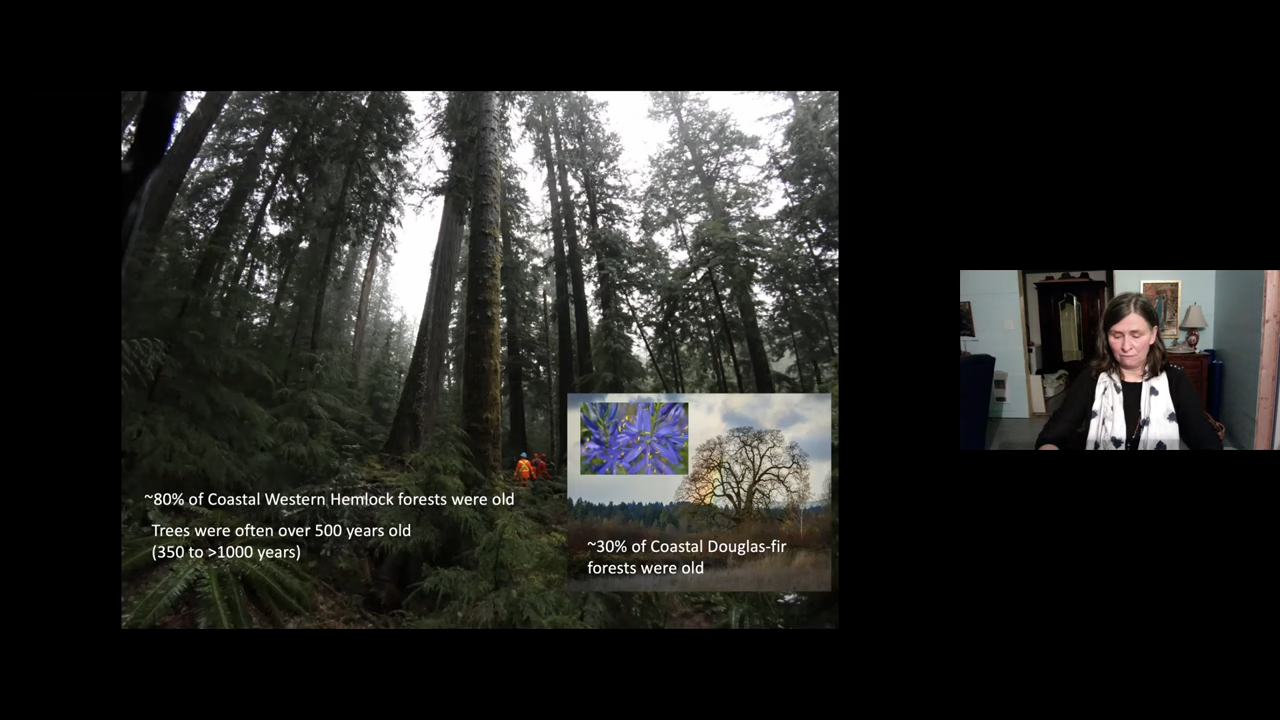 ~80% of Coastal Western Hemlock forests were old
Trees were often over 500 years old
(350 to >1000 years)
~30% of Coastal Douglas-fir
forests were old